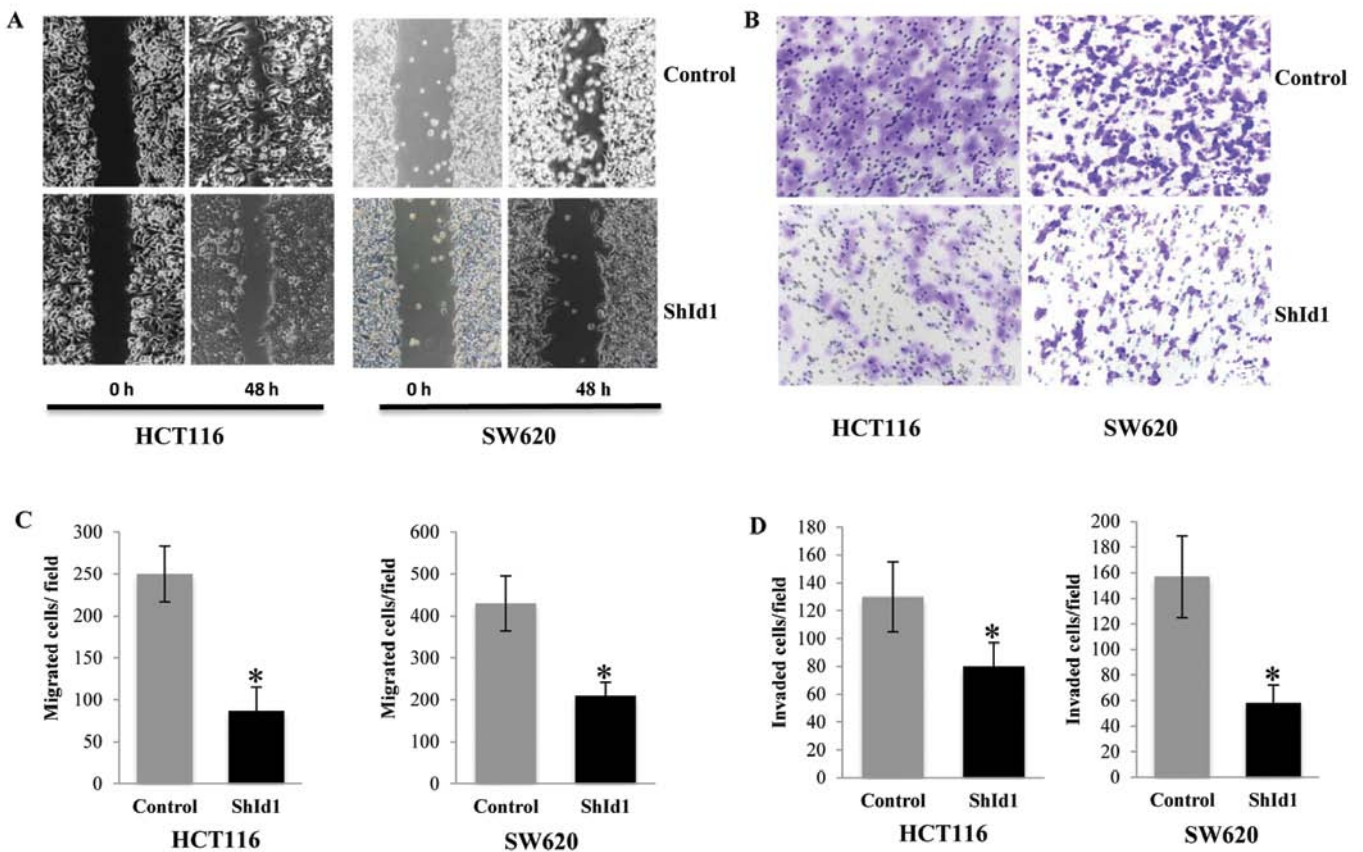 A
B
Control
Control
ShId1
ShId1
0 h
48 h
0 h
48 h
HCT116
SW620
HCT116
SW620
C
D
Migrated cells/ field
300
250
200
150
100
50
0
*
Control
ShId1
HCT116
Migrated cells/field
600
500
400
300
200
100
0
*
Control
ShId1
SW620
Invaded cells/field
180
160
140
120
100
80
60
40
20
0
*
Control
ShId1
HCT116
Invaded cells/field
200
180
160
140
120
100
80
60
40
20
0
*
Control
ShId1
SW620